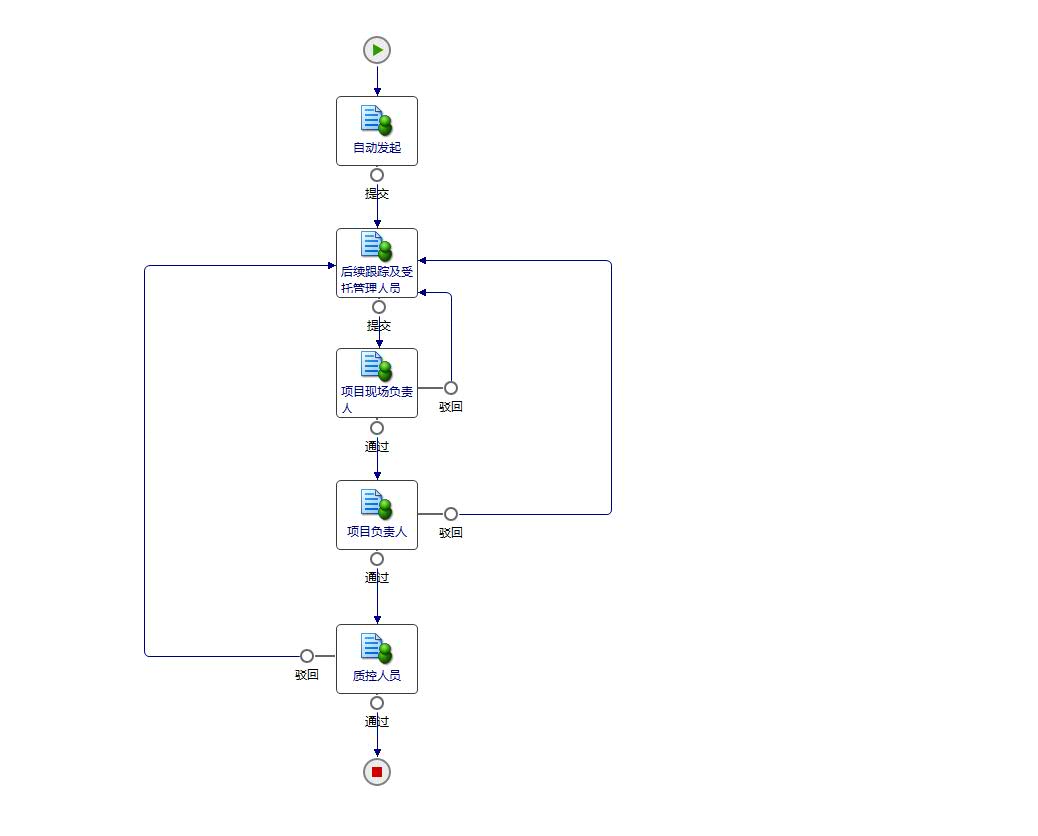 自动发起
提交
后续跟踪及受
托管理人员
提交
项目现场负责
人
驳回
通过
项目负责人
驳回
通过
质控人员
驳回
通过